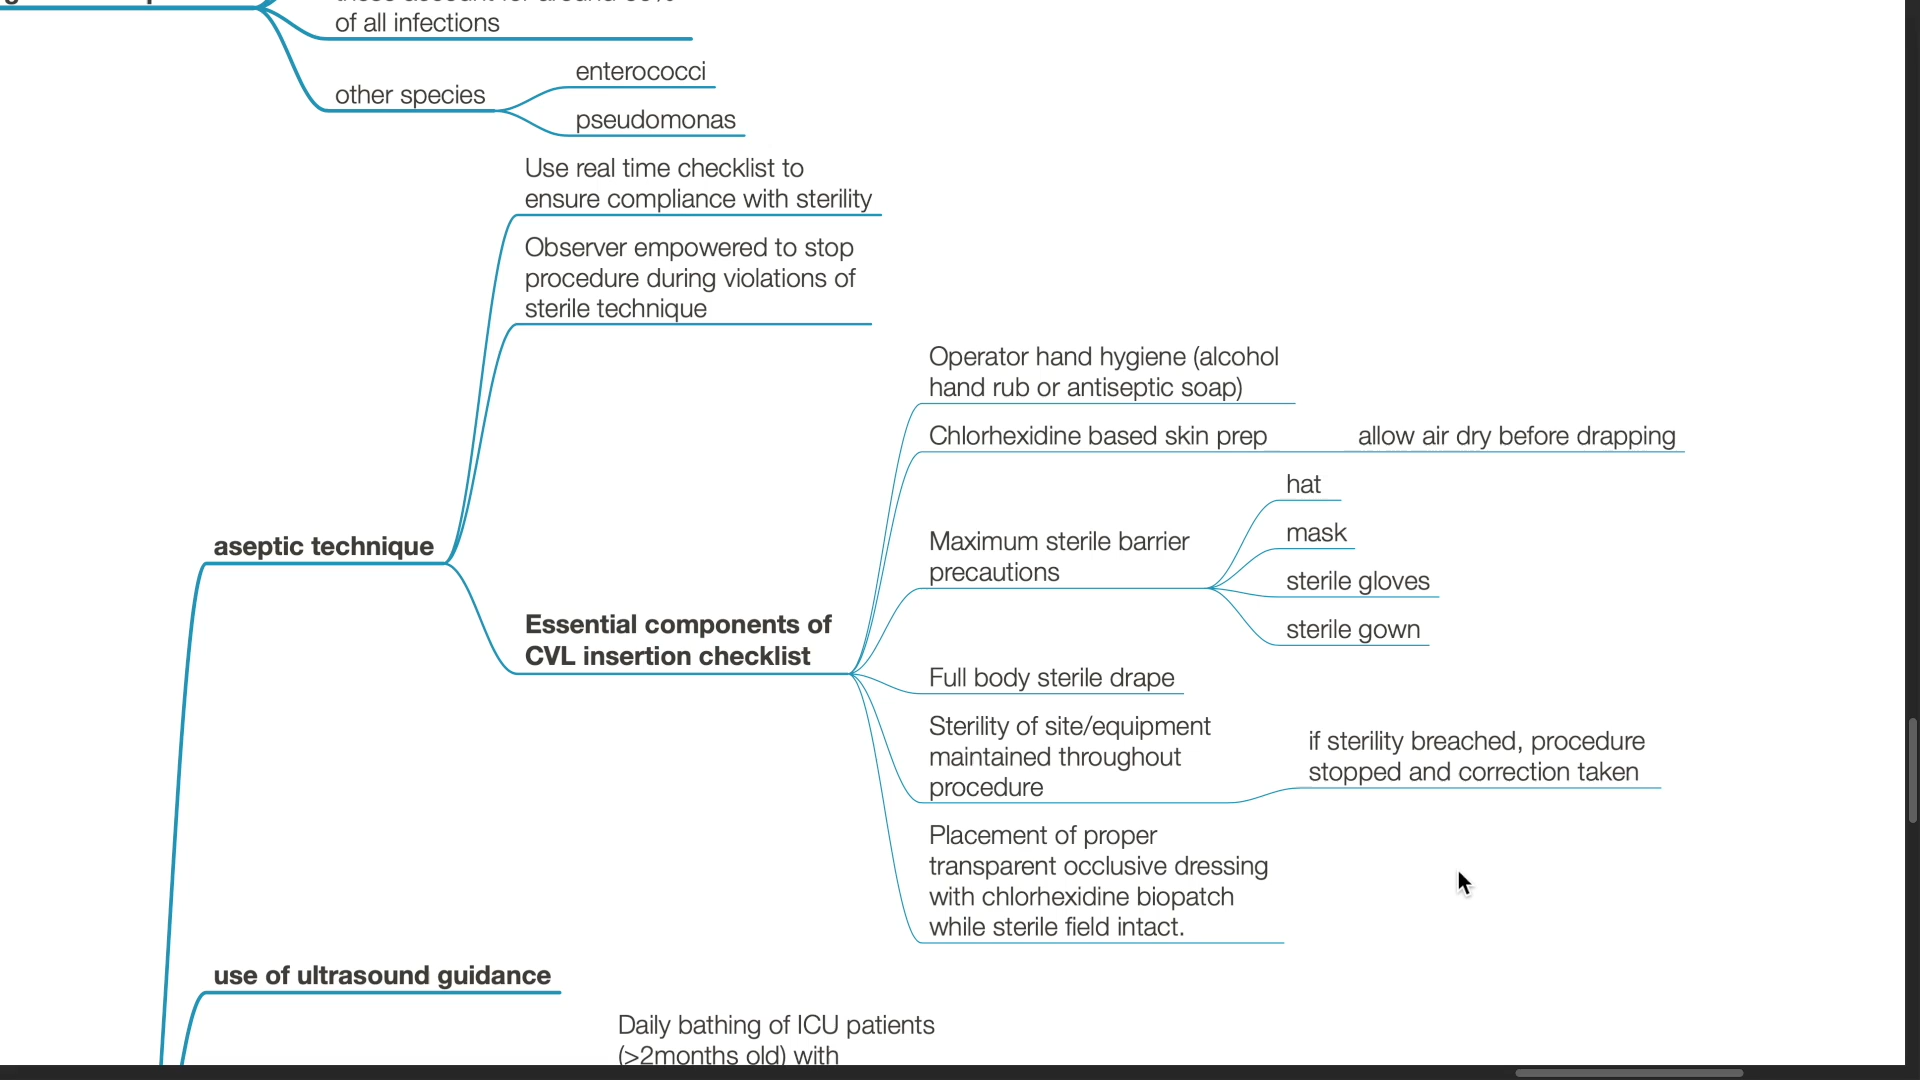 of all infections
other species
enterococci
pseudomonas
Use real time checklist to
ensure compliance with sterility
Observer empowered to stop
procedure during violations of
sterile technique
aseptic technique
Essential components of
CVL insertion checklist
Operator hand hygiene (alcohol
hand rub or antiseptic soap)
Chlorhexidine based skin prep
allow air dry before drapping
Maximum sterile barrier
precautions
hat
mask
sterile gloves
sterile gown
Full body sterile drape
Sterility of site/equipment
maintained throughout
procedure
if sterility breached, procedure
stopped and correction taken
Placement of proper
transparent occlusive dressing
with chlorhexidine biopatch
while sterile field intact.
use of ultrasound guidance
Daily bathing of ICU patients
(>2months old) with